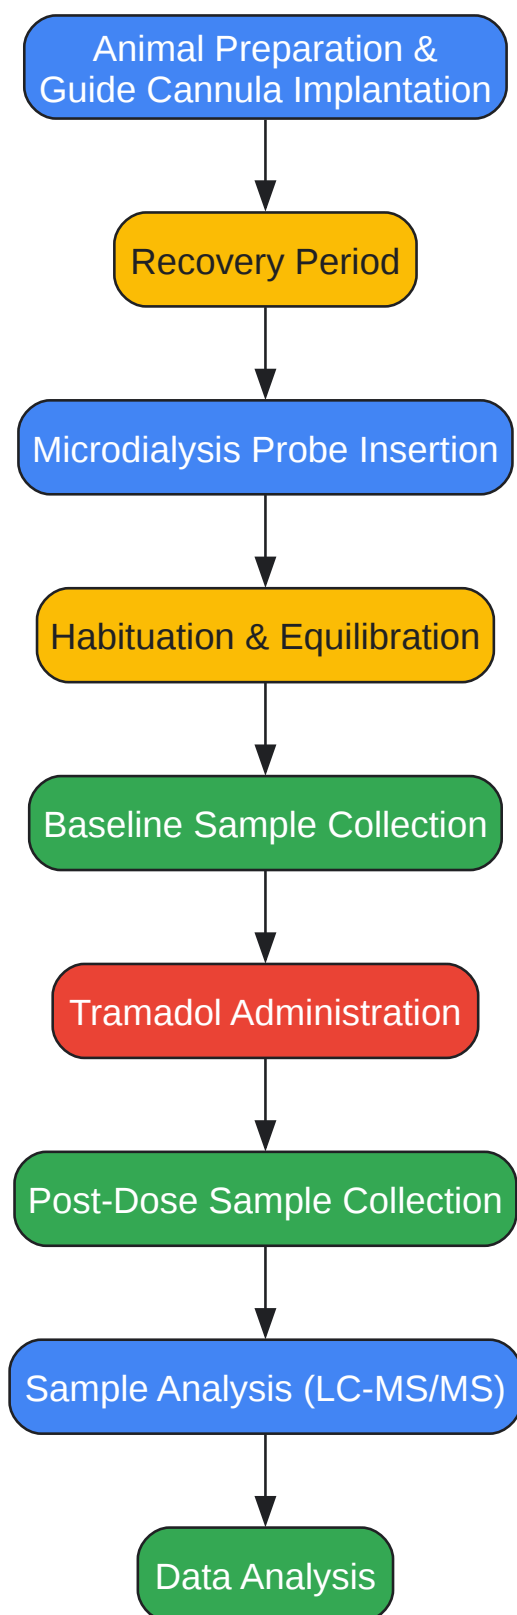 Animal Preparation &
Guide Cannula Implantation
Recovery Period
Microdialysis Probe Insertion
Habituation & Equilibration
Baseline Sample Collection
Tramadol Administration
Post-Dose Sample Collection
Sample Analysis (LC-MS/MS)
Data Analysis